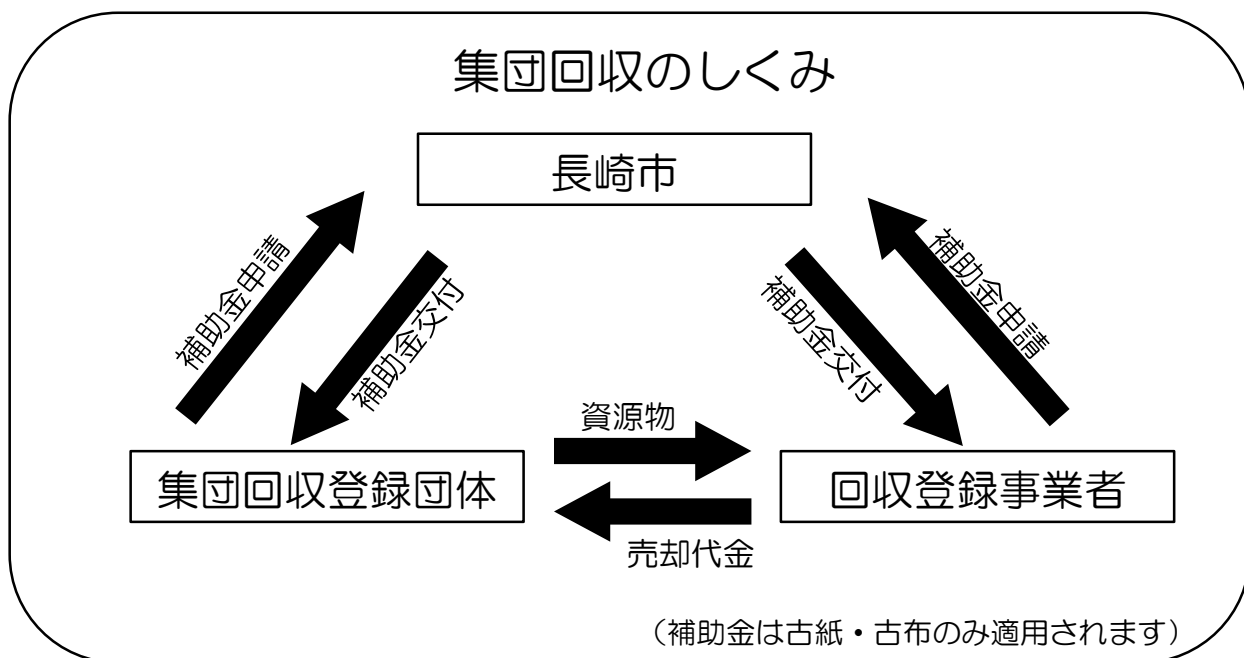 集団回収のしくみ
長崎市
補助金申請
補助金交付
補助金交付
補助金申請
資源物
集団回収登録団体
回収登録事業者
売却代金
（補助金は古紙・古布のみ適用されます）